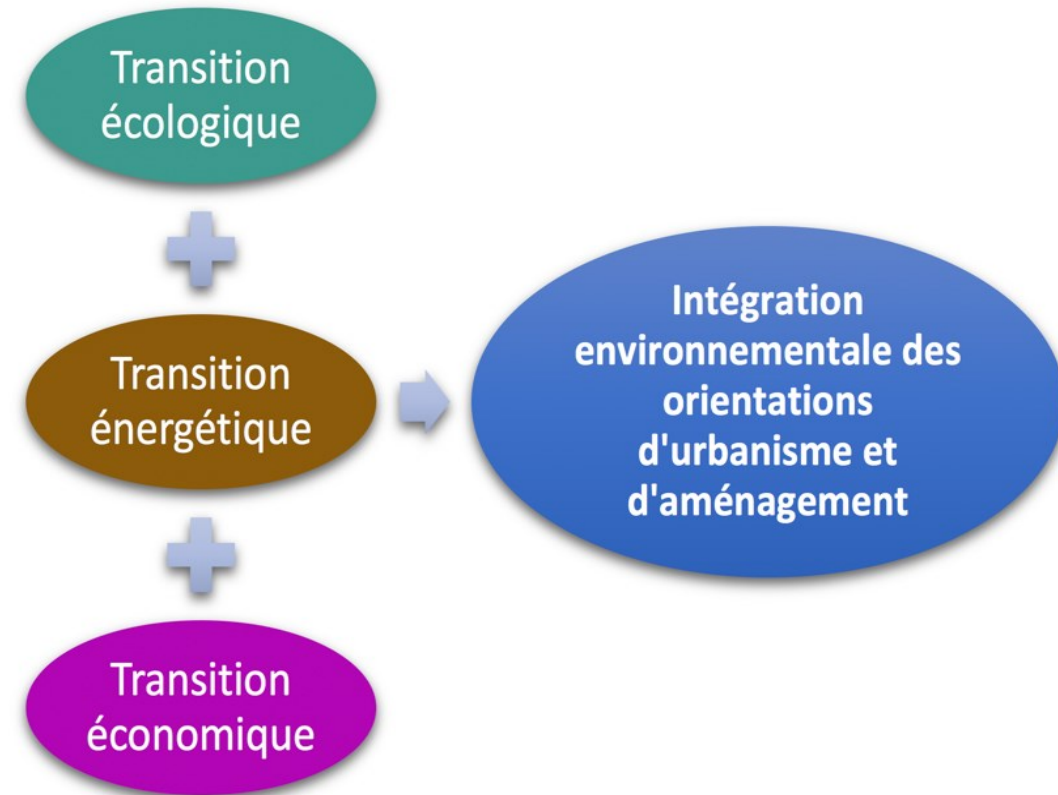 Transition
écologique
Transition
énergétique
Transition
économique
Intégration
environnementale des
orientations
d'urbanisme et
d'aménagement